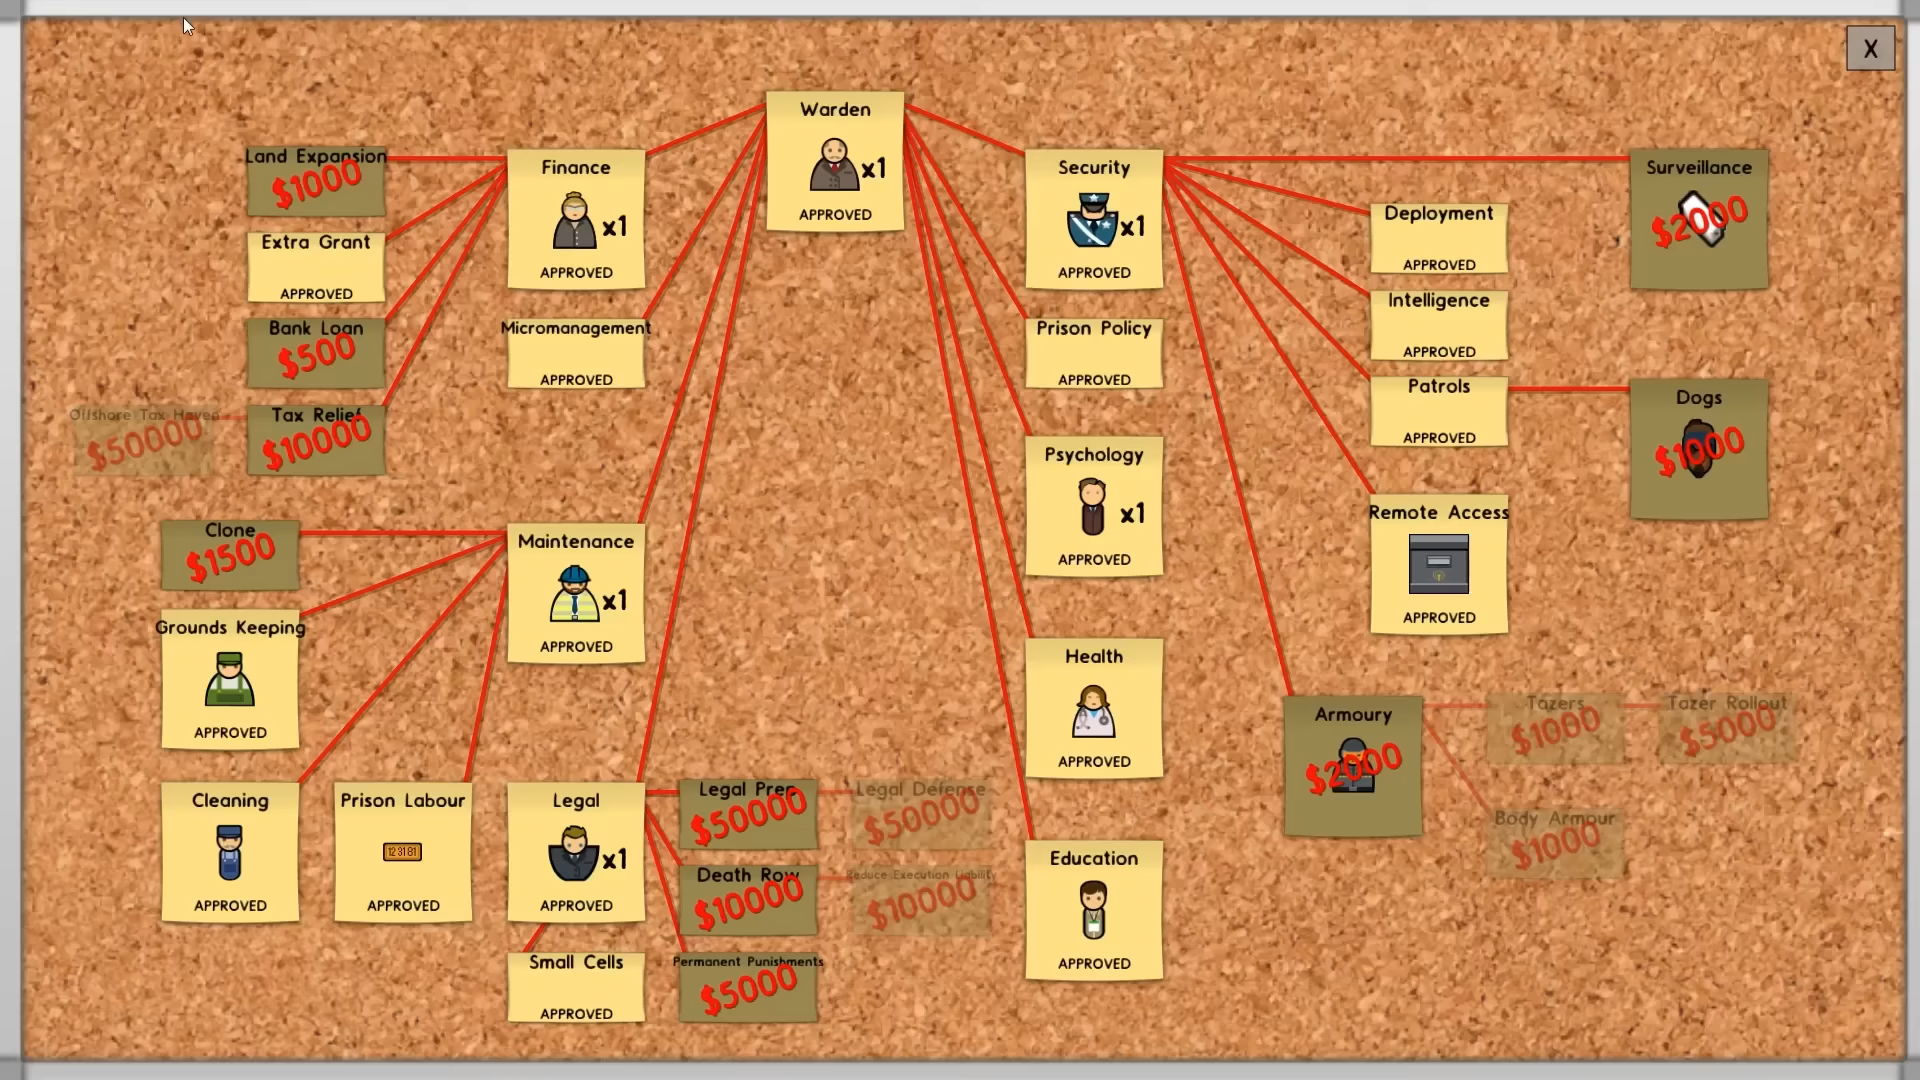 X
Warden
x1
APPROVED
Land Expansion
$1000
Finance
x1
APPROVED
Security
x1
APPROVED
Surveillance
$2000
Extra Grant
APPROVED
Deployment
APPROVED
Bank Loan
$500
Micromanagement
APPROVED
Prison Policy
APPROVED
Intelligence
APPROVED
Offshore Tax Haven
$50000
Tax Relief
$10000
Patrols
APPROVED
Dogs
$1000
Psychology
x1
APPROVED
Clone
$1500
Maintenance
x1
APPROVED
Remote Access
APPROVED
Grounds Keeping
APPROVED
Health
APPROVED
Armoury
$2000
Tazers
$1000
Tazer Rollout
$5000
Cleaning
APPROVED
Prison Labour
123181
APPROVED
Legal
x1
APPROVED
Legal Prep
$50000
Legal Defense
$50000
Body Armour
$1000
Death Row
$10000
Reduce Execution Liability
$10000
Education
APPROVED
Small Cells
APPROVED
Permanent Punishments
$5000